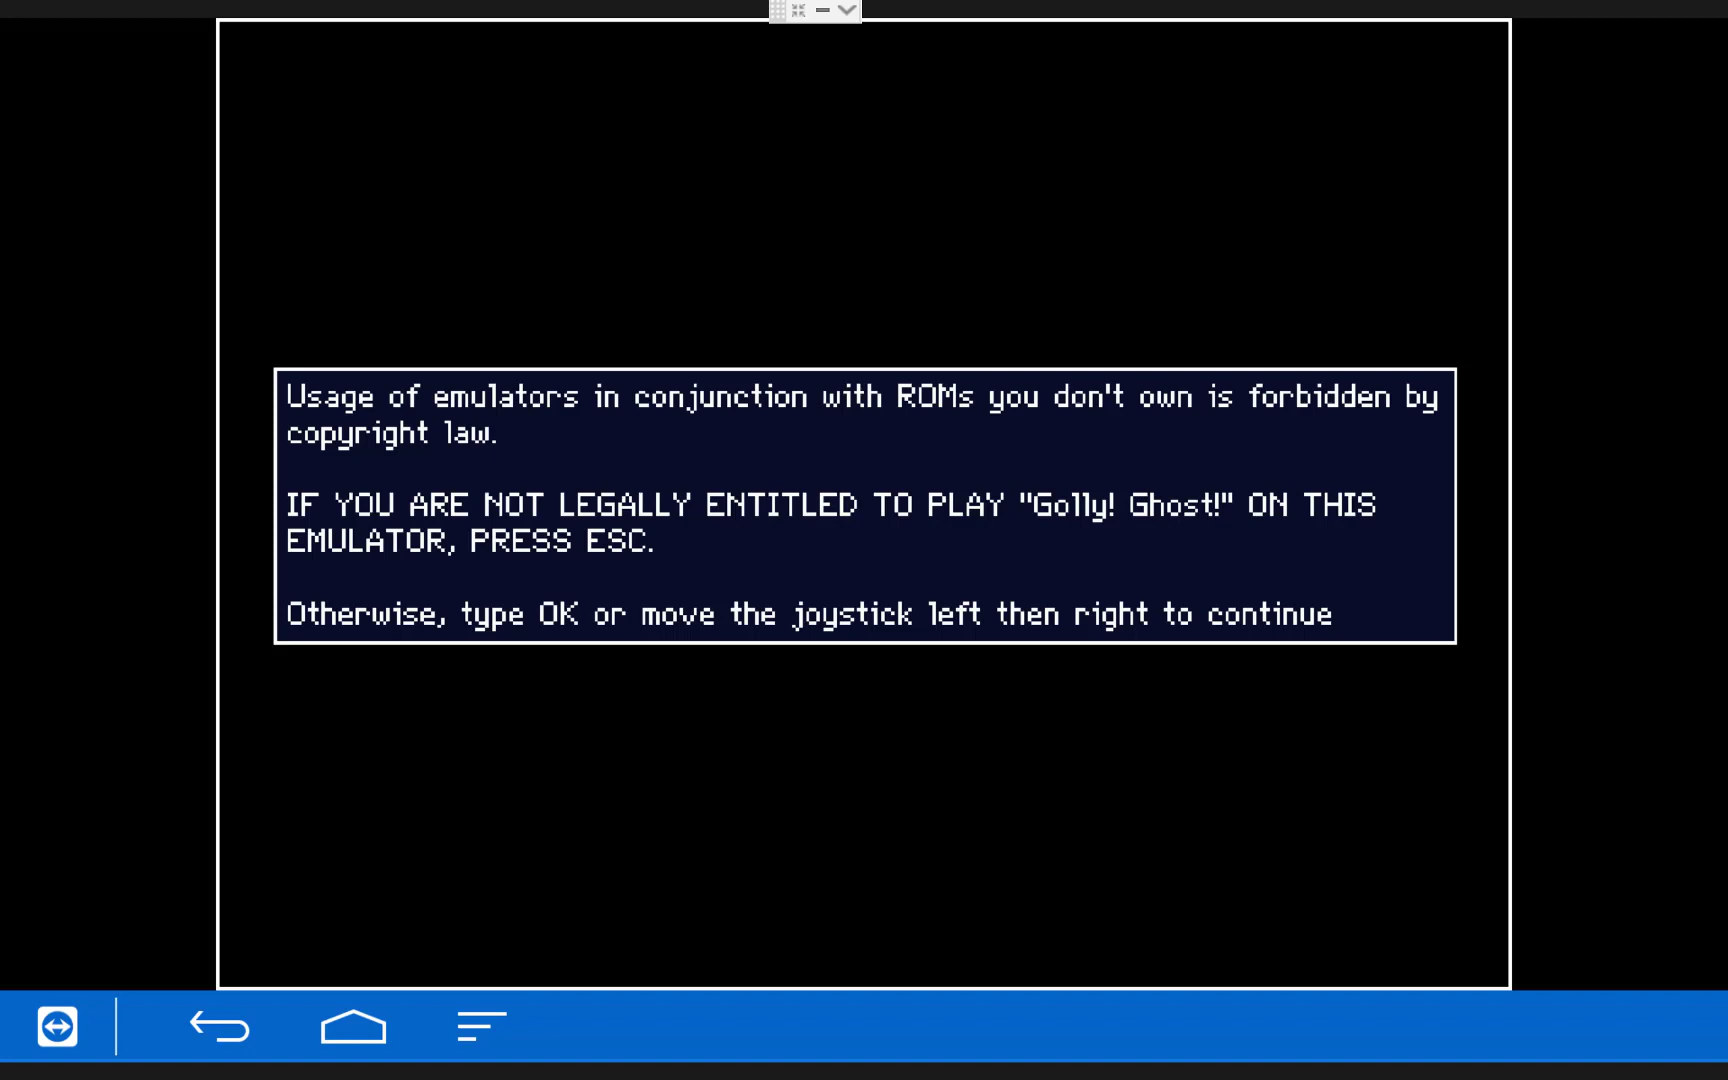 Usage of emulators in conjunction with ROMs you don't own is forbidden by
copyright law.
IF YOU ARE NOT LEGALLY ENTITLED TO PLAY "Golly! Ghost!" ON THIS
EMULATOR, PRESS ESC.
Otherwise, type OK or move the joystick left then right to continue